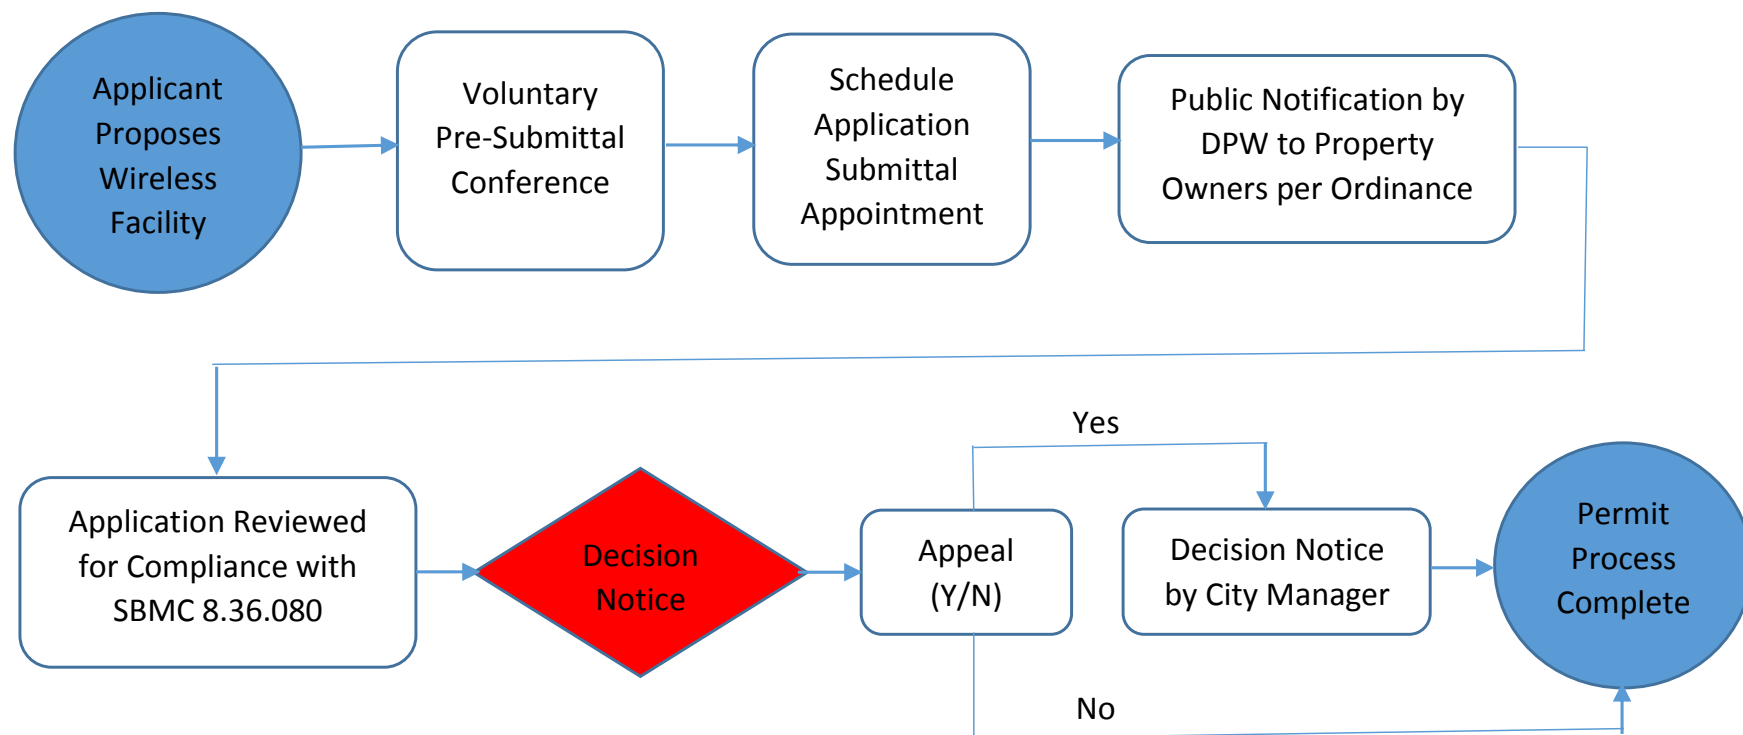 Applicant
Proposes
Wireless
Facility
Voluntary
Pre-Submittal
Conference
Schedule
Application
Submittal
Appointment
Public Notification by
DPW to Property
Owners per Ordinance
Application Reviewed
for Compliance with
SBMC 8.36.080
Decision
Notice
Appeal
(Y/N)
Yes
Decision Notice
by City Manager
No
Permit
Process
Complete